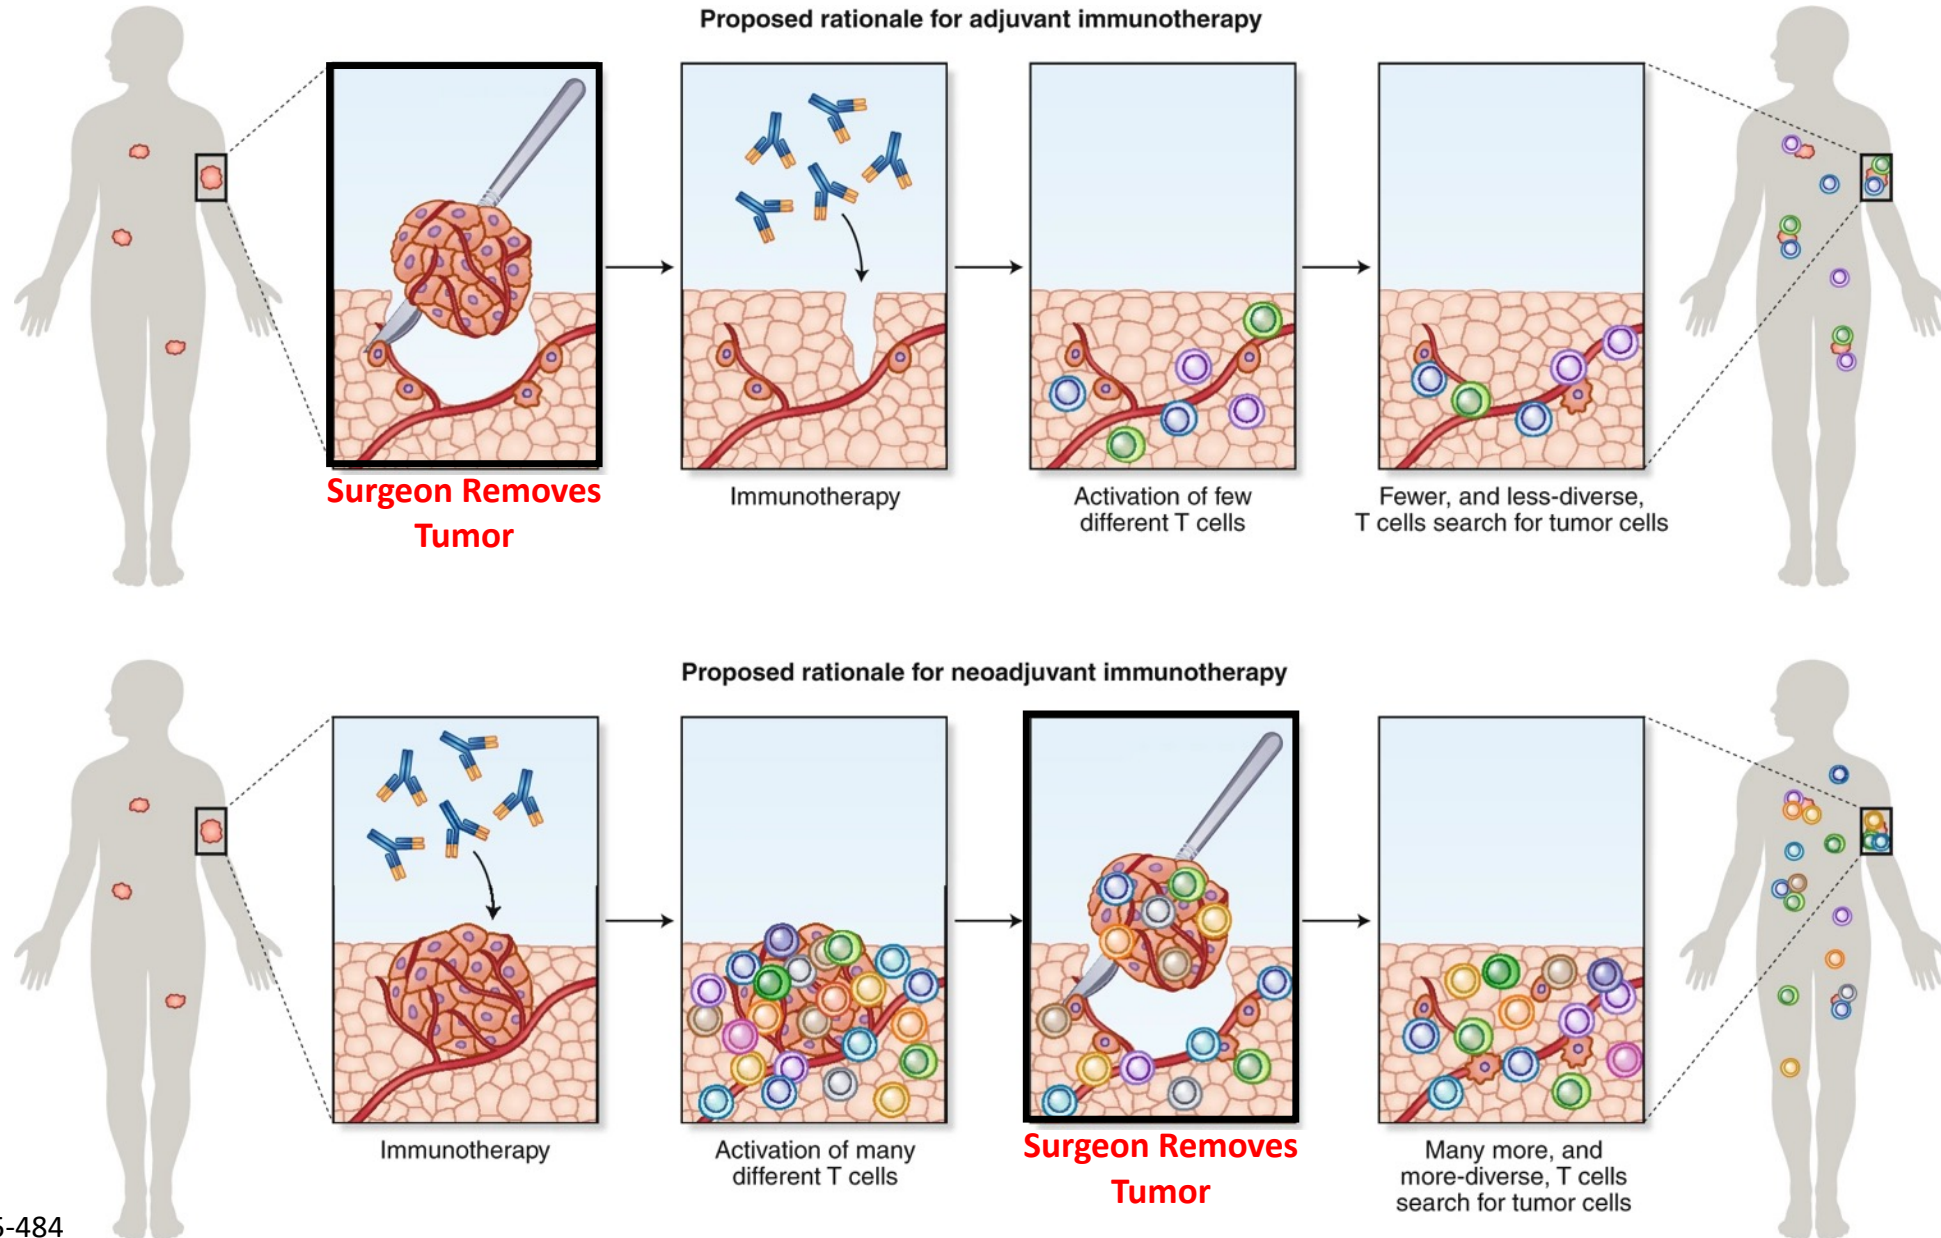 Proposed rationale for adjuvant immunotherapy
Surgeon Removes
Tumor
Immunotherapy
Activation of few
different T cells
Fewer, and less-diverse,
T cells search for tumor cells
Proposed rationale for neoadjuvant immunotherapy
Immunotherapy
Activation of many
different T cells
Surgeon Removes
Tumor
Many more, and
more-diverse, T cells
search for tumor cells
-484